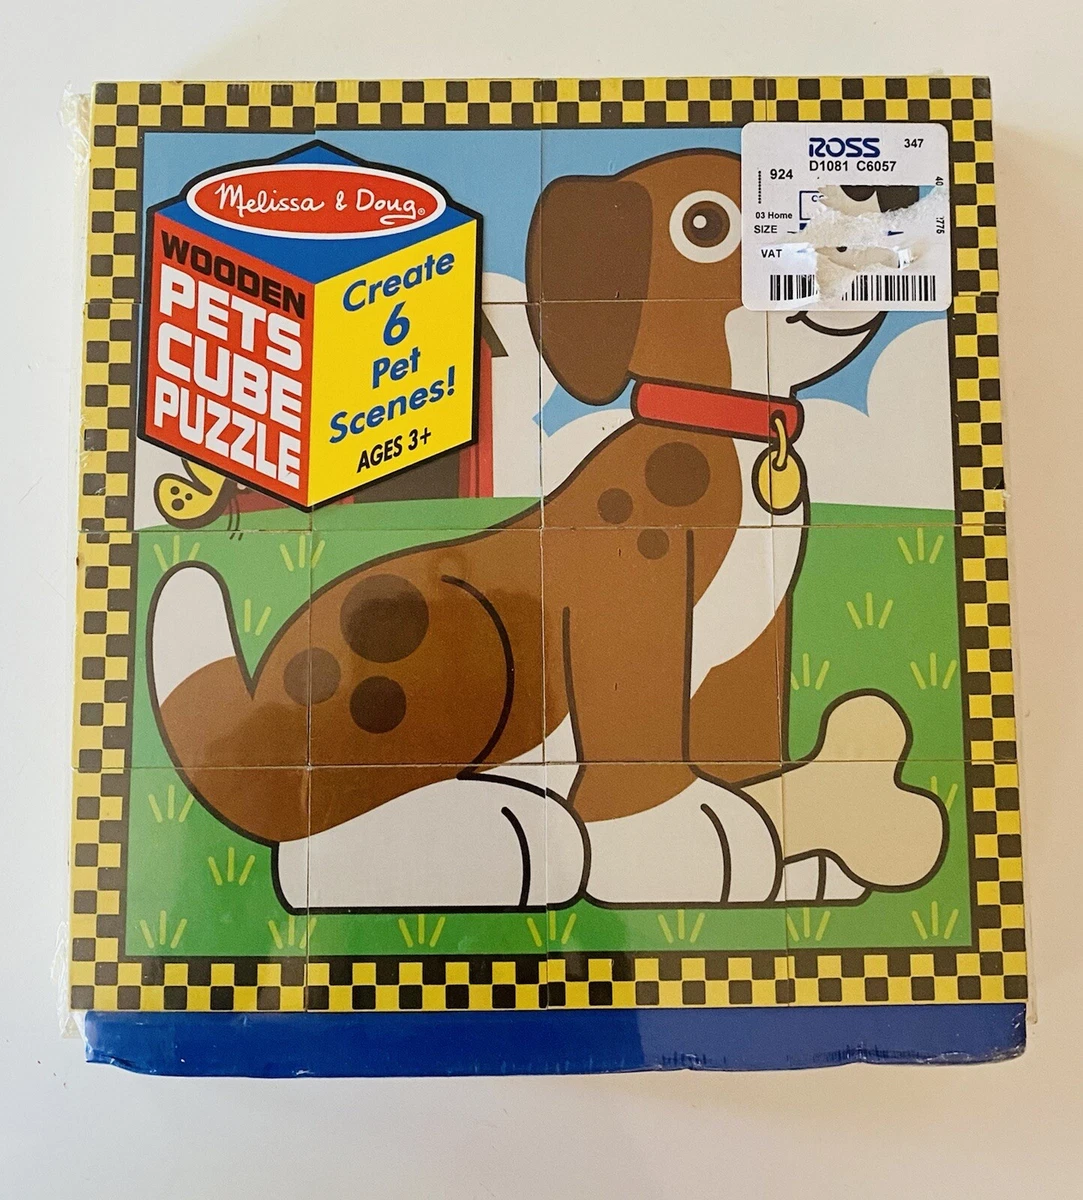 Melissa & Doug®
WOODEN
PETS
CUBE
PUZZLE
Create
6
Pet
Scenes!
AGES 3+
ROSS 347
D1081 C6057
924
03 Home
SIZE
VAT